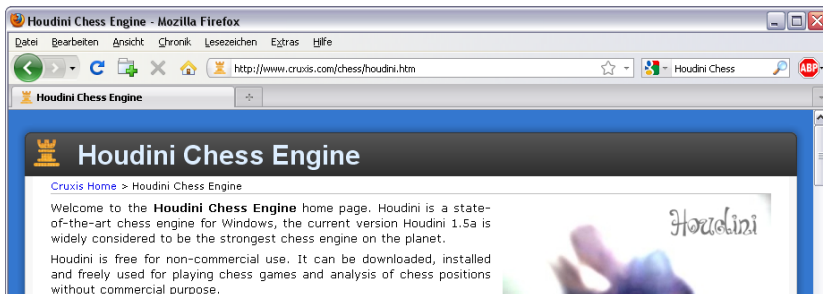 Houdini Chess Engine - Mozilla Firefox
Datei Bearbeiten Ansicht Chronik Lesezeichen Extras Hilfe
http://www.cruxis.com/chess/houdini.htm Houdini Chess ABP
Houdini Chess Engine
Houdini Chess Engine
Cruxis Home > Houdini Chess Engine
Welcome to the Houdini Chess Engine home page. Houdini is a state-
of-the-art chess engine for Windows, the current version Houdini 1.5a is
widely considered to be the strongest chess engine on the planet.
Houdini is free for non-commercial use. It can be downloaded, installed
and freely used for playing chess games and analysis of chess positions
without commercial purpose.
Houdini